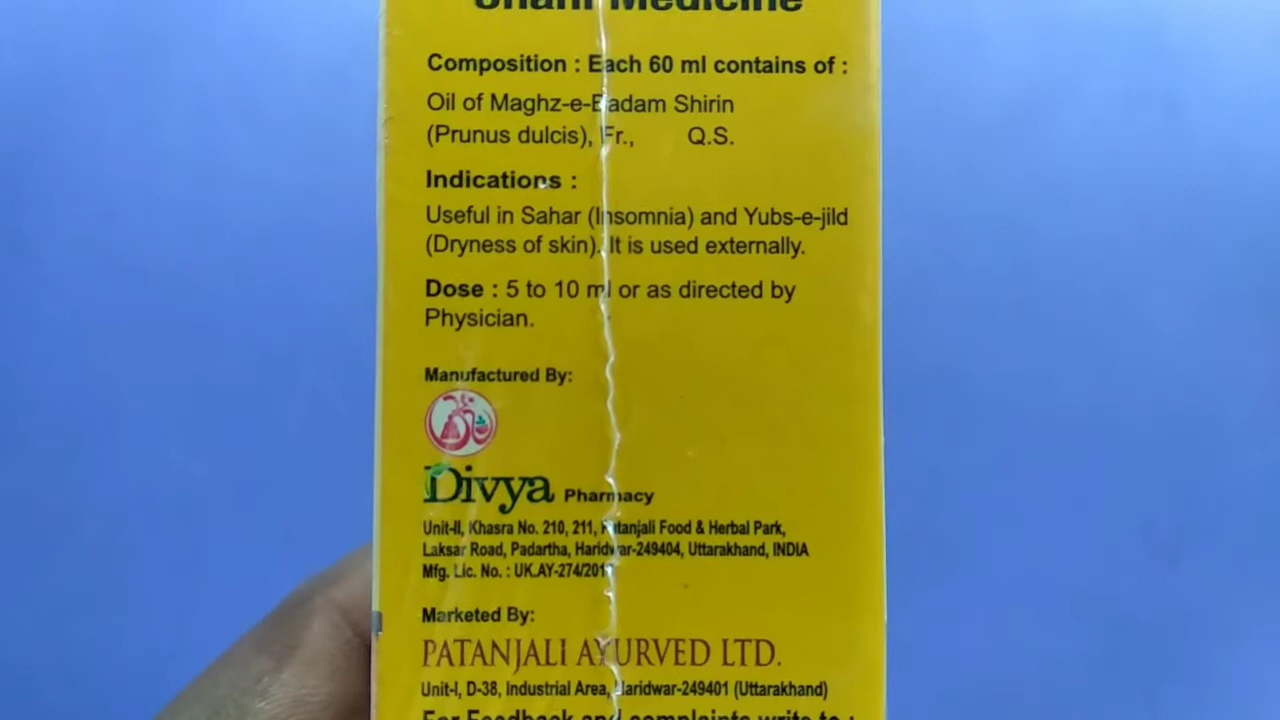 Unani Medicine
Composition : Each 60 ml contains of :
Oil of Maghz-e-Badam Shirin
(Prunus dulcis), Fr., Q.S.
Indications :
Useful in Sahar (Insomnia) and Yubs-e-jild
(Dryness of skin). It is used externally.
Dose : 5 to 10 ml or as directed by
Physician.
Manufactured By:
Divya Pharmacy
Unit-II, Khasra No. 210, 211, Patanjali Food & Herbal Park,
Laksar Road, Padartha, Haridwar-249404, Uttarakhand, INDIA
Mfg. Lic. No. :
Marketed By:
PATANJALI AYURVED LTD.
Unit-I, D-38, Industrial Area, Haridwar-249401 (Uttarakhand)
For Feedback and complaints write to :